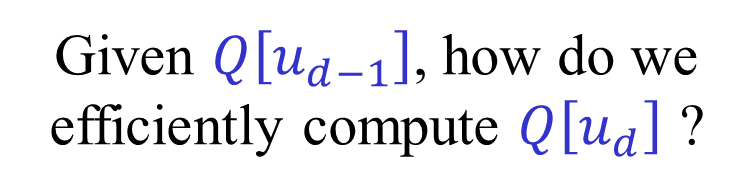 Given 𝑄[𝑢_{𝑑−1}], how do we
efficiently compute 𝑄[𝑢_𝑑] ?